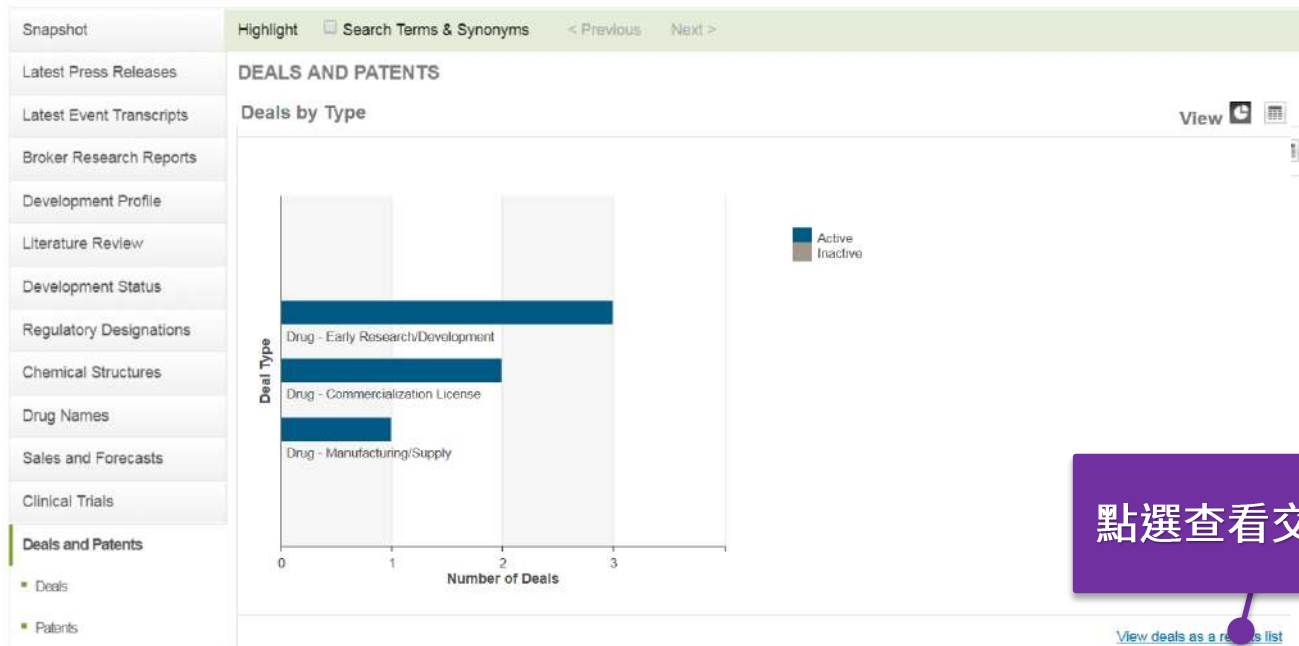 Snapshot
Latest Press Releases
Latest Event Transcripts
Broker Research Reports
Development Profile
Literature Review
Development Status
Regulatory Designations
Chemical Structures
Drug Names
Sales and Forecasts
Clinical Trials
Deals and Patents
Deals
Patents
Highlight Search Terms & Synonyms < Previous Next >
DEALS AND PATENTS
Deals by Type
View
Active
Inactive
Deal Type
Drug - Early Research/Development
Drug - Commercialization License
Drug - Manufacturing/Supply
0 1 2 3
Number of Deals
點選查看交
View deals as a list